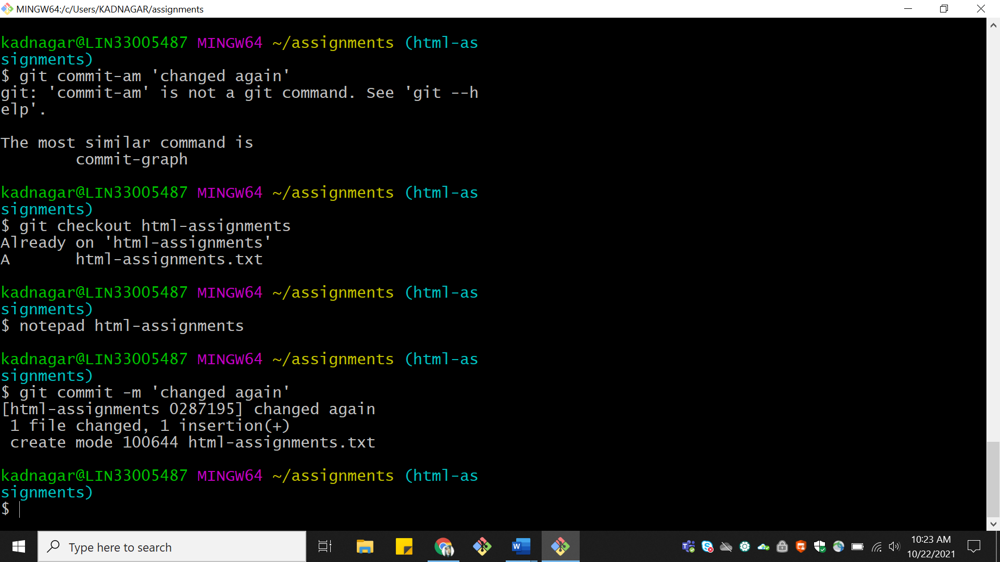 MINGW64:/c/Users/KADNAGAR/assignments
kadnagar@LIN33005487 MINGW64 ~/assignments (html-as
signments)
$ git commit-am 'changed again'
git: 'commit-am' is not a git command. See 'git --h
elp'.
The most similar command is
commit-graph
kadnagar@LIN33005487 MINGW64 ~/assignments (html-as
signments)
$ git checkout html-assignments
Already on 'html-assignments'
A       html-assignments.txt
kadnagar@LIN33005487 MINGW64 ~/assignments (html-as
signments)
$ notepad html-assignments
kadnagar@LIN33005487 MINGW64 ~/assignments (html-as
signments)
$ git commit -m 'changed again'
[html-assignments 0287195] changed again
1 file changed, 1 insertion(+)
create mode 100644 html-assignments.txt
kadnagar@LIN33005487 MINGW64 ~/assignments (html-as
signments)
$
Type here to search
10:23 AM
10/22/2021